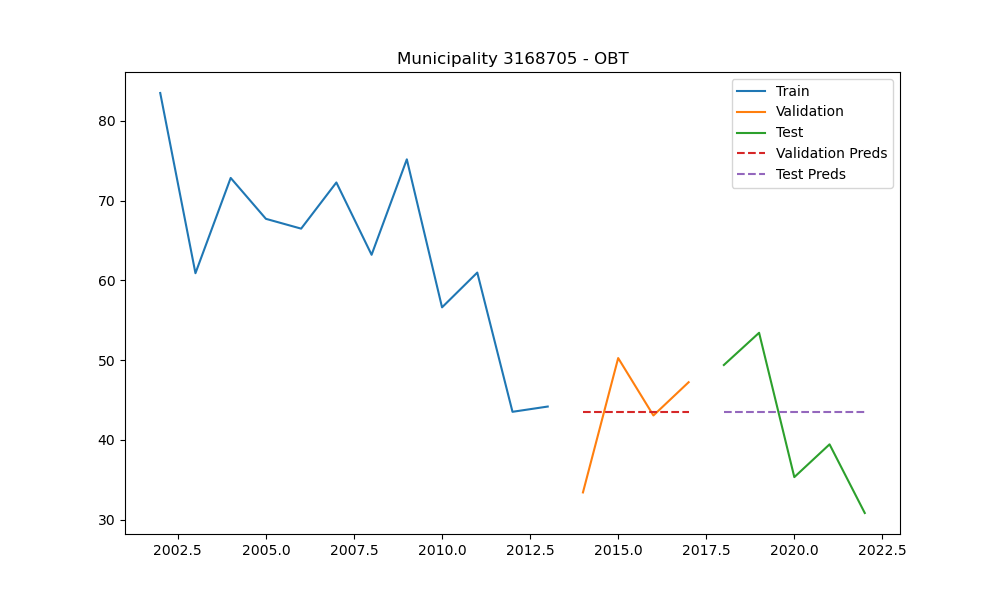 Municipality 3168705 - OBT
Train
Validation
Test
Validation Preds
Test Preds
80
70
60
50
40
30
2002.5 2005.0 2007.5 2010.0 2012.5 2015.0 2017.5 2020.0 2022.5